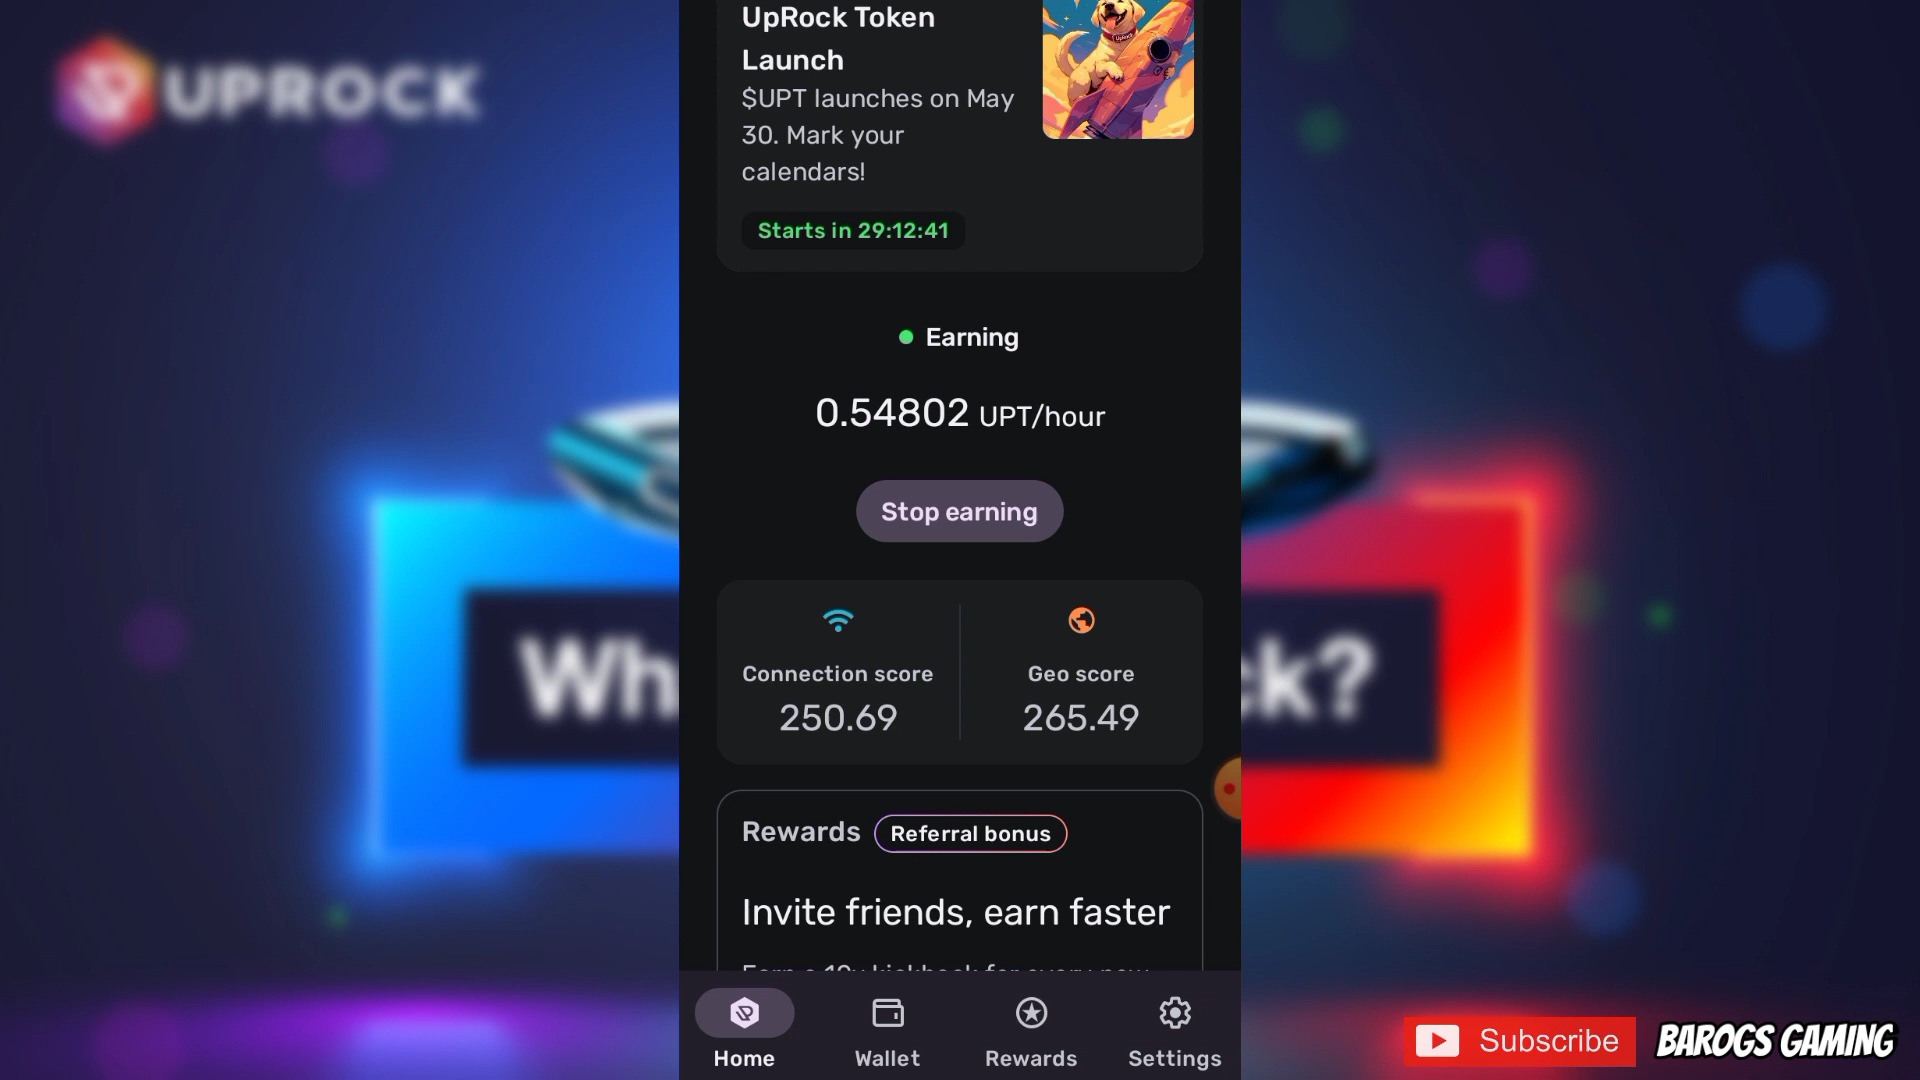 UPROCK
UpRock Token
Launch
$UPT launches on May
30. Mark your
calendars!
Starts in 29:12:41
Earning
0.54802 UPT/hour
Stop earning
Connection score
250.69
Geo score
265.49
Wh
ck?
Rewards
Referral bonus
Invite friends, earn faster
Home
Wallet
Rewards
Settings
Subscribe
BAROGS GAMING